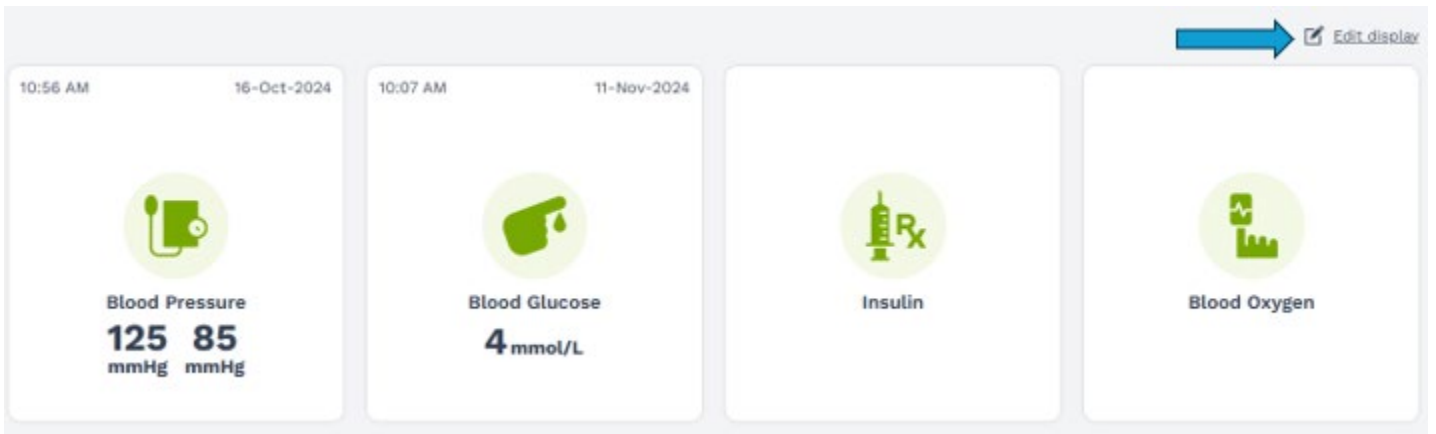 Edit display
10:56 AM 16-Oct-2024
10:07 AM 11-Nov-2024
Rx
Blood Pressure
125 85
mmHg mmHg
Blood Glucose
4 mmol/L
Insulin
Blood Oxygen